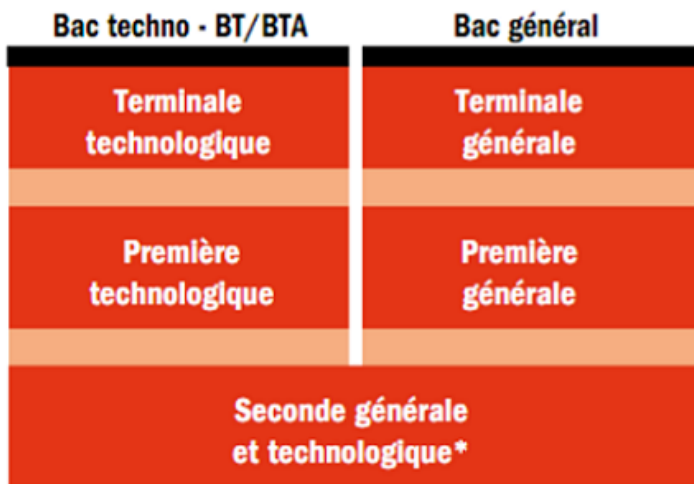 Bac techno - BT/BTA
Bac général
Terminale
technologique
Terminale
générale
Première
technologique
Première
générale
Seconde générale
et technologique*